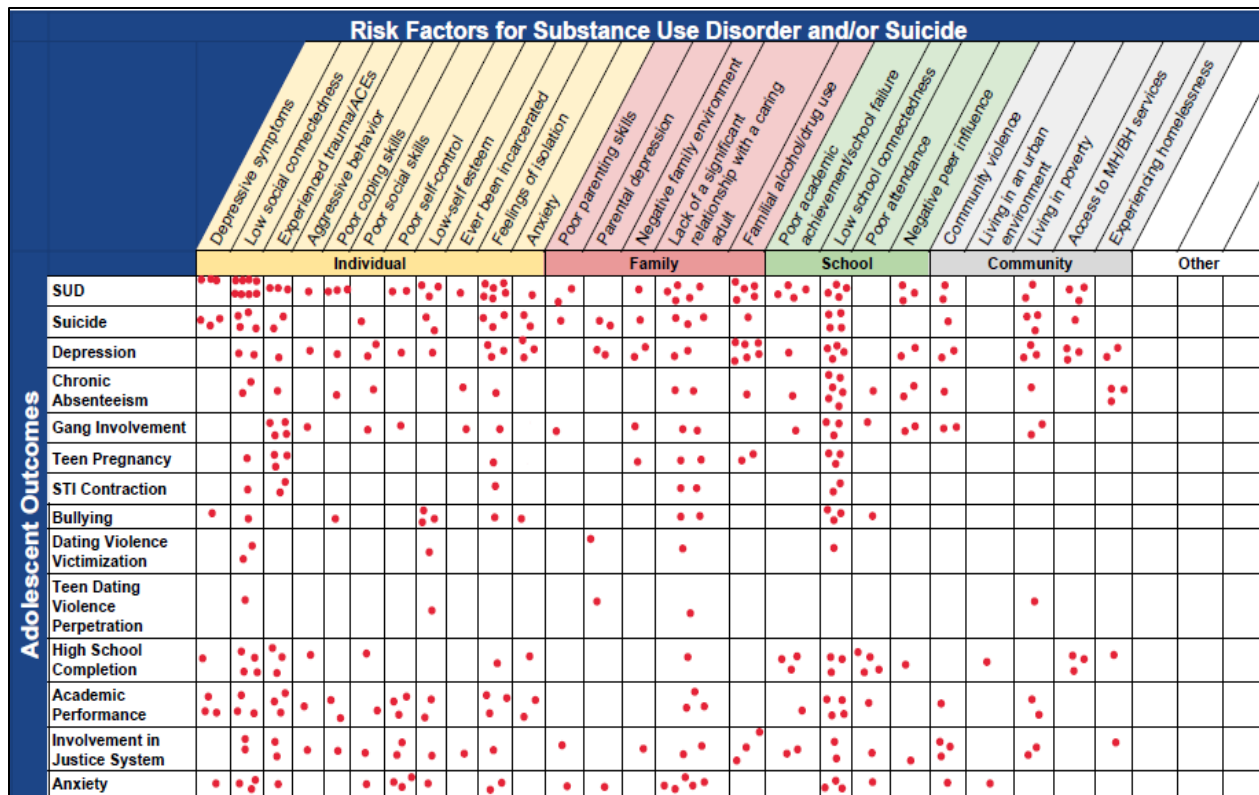 Risk Factors for Substance Use Disorder and/or Suicide
Depressive symptoms
Low social connectedness
Experienced trauma/ACEs
Aggressive behavior
Poor coping skills
Poor social skills
Poor self-control
Low-self esteem
Ever been incarcerated
Feelings of isolation
Anxiety
Poor parenting skills
Parental depression
Negative family environment
Lack of a significant
relationship with a caring
adult
Familial alcohol/drug use
Poor academic
achievement/school failure
Low school connectedness
Poor attendance
Negative peer influence
Community violence
Living in an urban
environment
Living in poverty
Access to MH/BH services
Experiencing homelessness
Individual
Family
School
Community
Other
Adolescent Outcomes
SUD
Suicide
Depression
Chronic
Absenteeism
Gang Involvement
Teen Pregnancy
STI Contraction
Bullying
Dating Violence
Victimization
Teen Dating
Violence
Perpetration
High School
Completion
Academic
Performance
Involvement in
Justice System
Anxiety